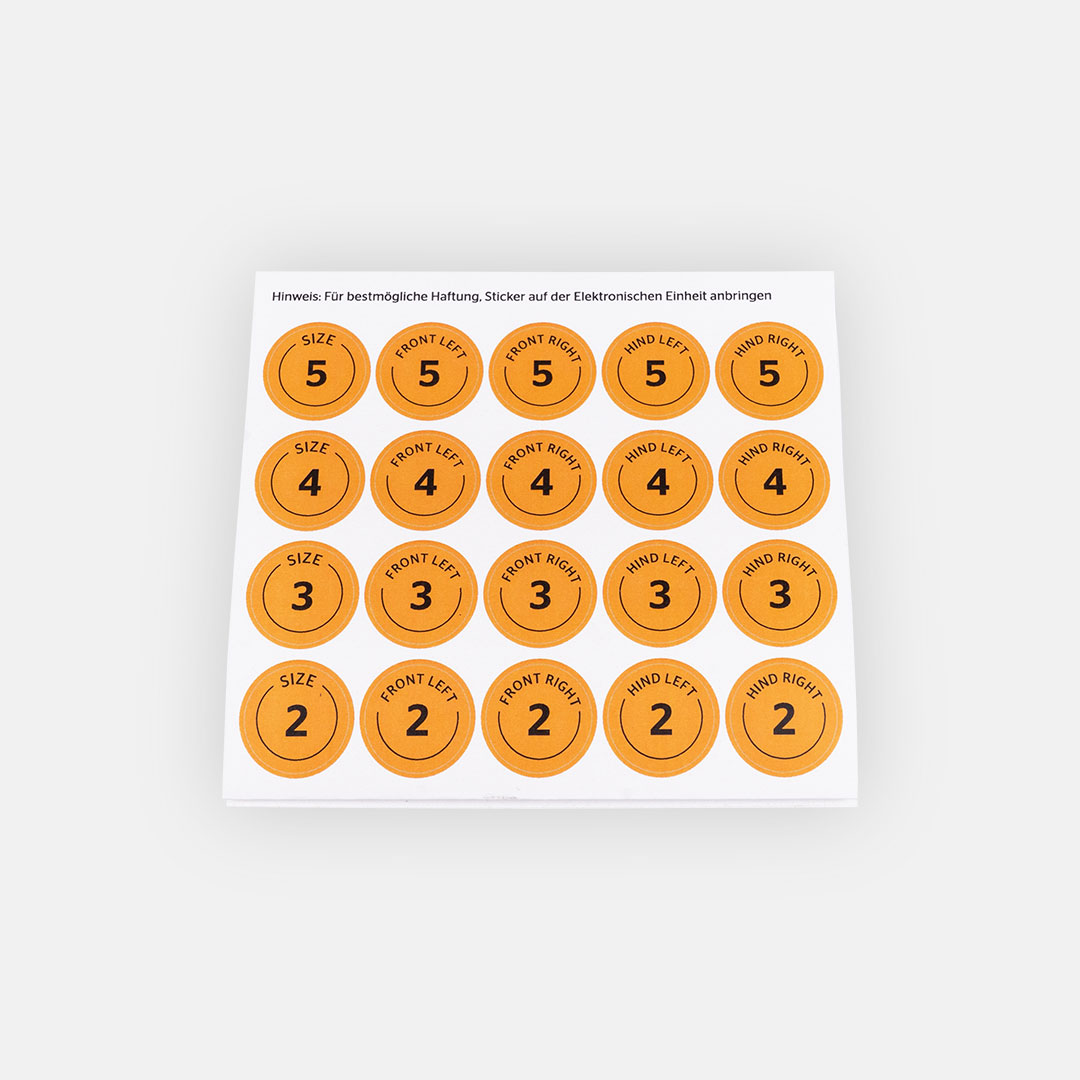 Hinweis: Für bestmögliche Haftung, Sticker auf der Elektronischen Einheit anbringen
SIZE 5
FRONT LEFT 5
FRONT RIGHT 5
HIND LEFT 5
HIND RIGHT 5
SIZE 4
FRONT LEFT 4
FRONT RIGHT 4
HIND LEFT 4
HIND RIGHT 4
SIZE 3
FRONT LEFT 3
FRONT RIGHT 3
HIND LEFT 3
HIND RIGHT 3
SIZE 2
FRONT LEFT 2
FRONT RIGHT 2
HIND LEFT 2
HIND RIGHT 2